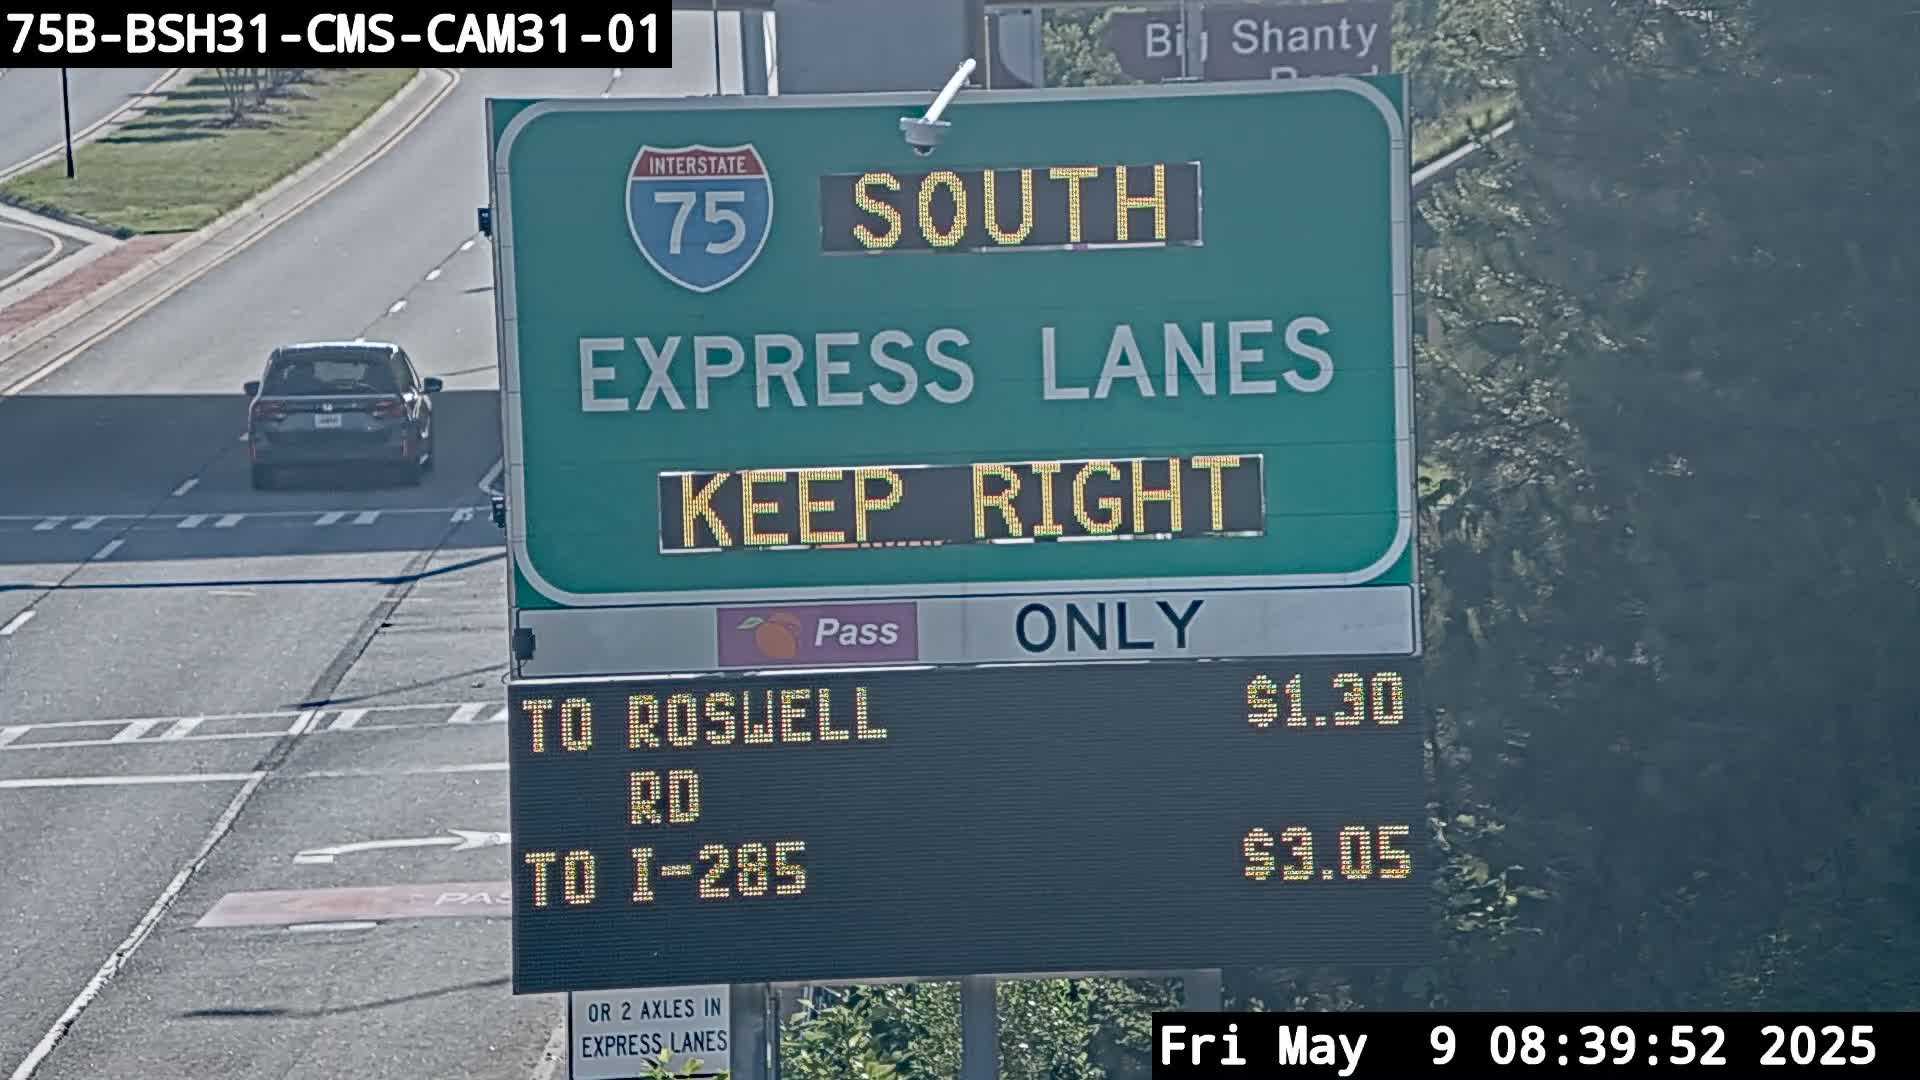 75B-BSH31-CMS-CAM31-01
Big Shanty
Road
INTERSTATE
75
SOUTH
EXPRESS LANES
KEEP RIGHT
Pass ONLY
TO ROSWELL $1.30
RD
TO I-285 $3.05
PAS
OR 2 AXLES IN
EXPRESS LANES
Fri May 9 08:39:52 2025